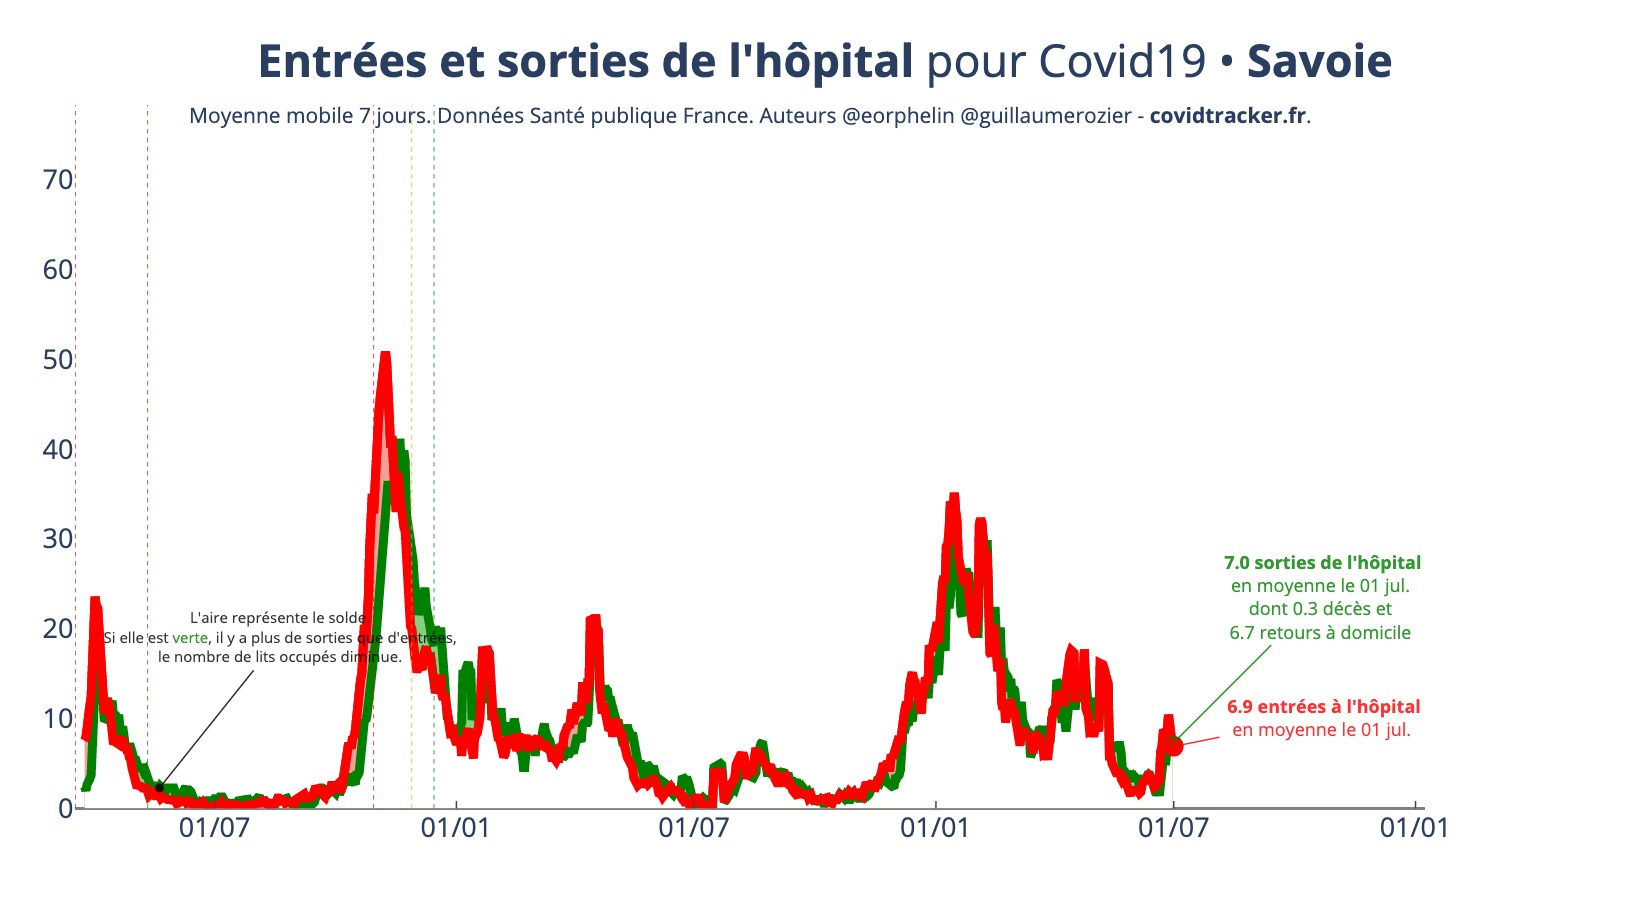 Entrées et sorties de l'hôpital pour Covid19 • Savoie
Moyenne mobile 7 jours. Données Santé publique France. Auteurs @eorphelin @guillaumerozier - covidtracker.fr.
70
60
50
40
30
20
10
0
L'aire représente le solde.
Si elle est verte, il y a plus de sorties que d'entrées,
le nombre de lits occupés diminue.
7.0 sorties de l'hôpital
en moyenne le 01 jul.
dont 0.3 décès et
6.7 retours à domicile
6.9 entrées à l'hôpital
en moyenne le 01 jul.
01/07
01/01
01/07
01/01
01/07
01/01